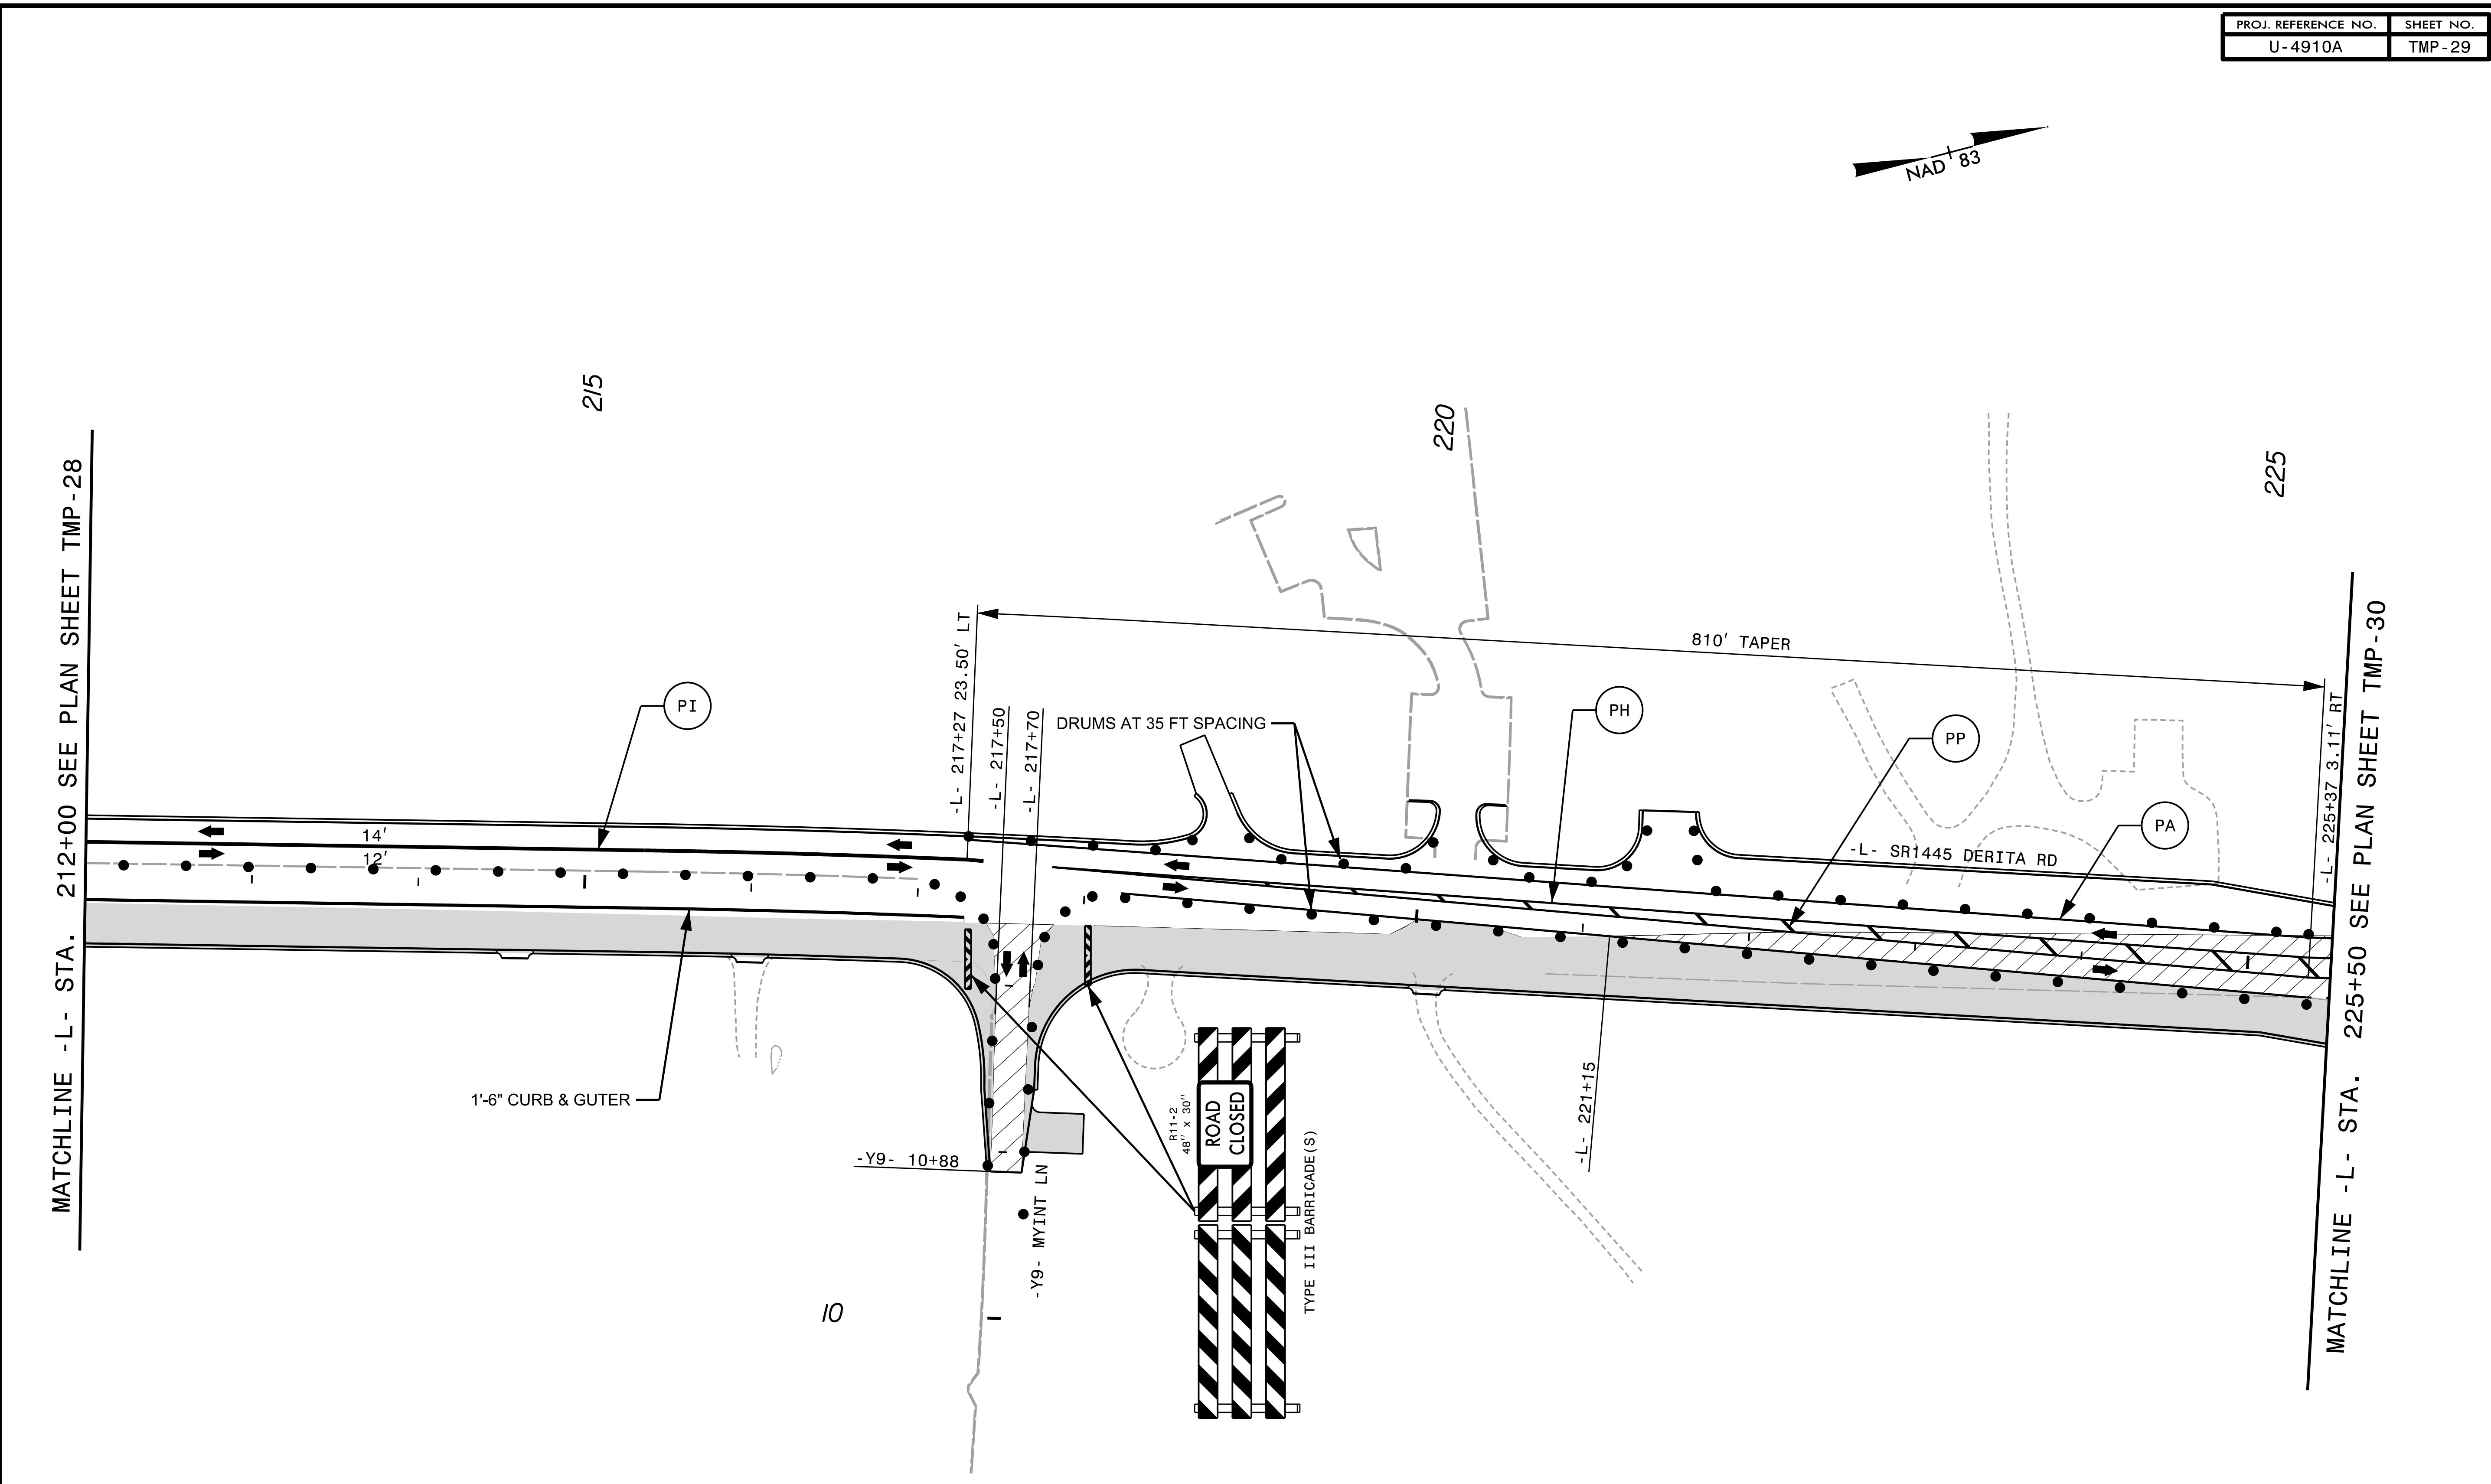 PROJ. REFERENCE NO.
SHEET NO.
U-4910A
TMP-29
NAD 83
215
220
225
MATCHLINE -L- STA. 212+00 SEE PLAN SHEET TMP-28
-L- 217+27 23.50' LT
-L- 217+50
-L- 217+70
810' TAPER
PI
DRUMS AT 35 FT SPACING
PH
PP
PA
-L- 225+37 3.11' RT
MATCHLINE -L- STA. 225+50 SEE PLAN SHEET TMP-30
14'
12'
-L- SR1445 DERITA RD
1'-6" CURB & GUTER
-L- 221+15
R11-2
48" x 30"
ROAD
CLOSED
TYPE III BARRICADE(S)
-Y9- 10+88
-Y9- MYINT LN
10